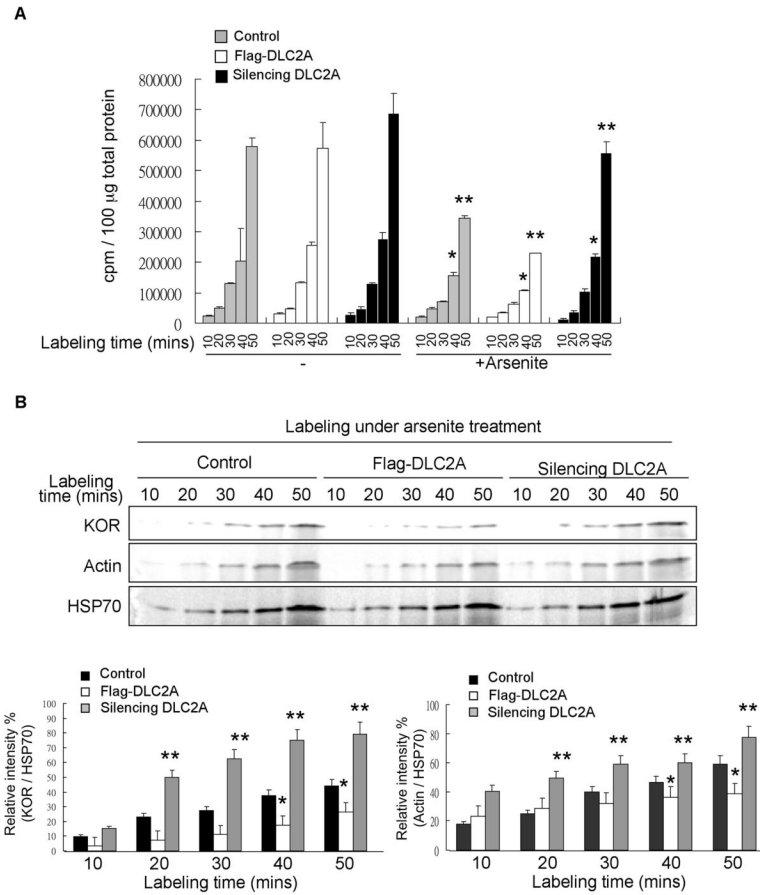 A
Control
Flag-DLC2A
Silencing DLC2A
cpm / 100 µg total protein
800000
700000
600000
500000
400000
300000
200000
100000
0
* ** * ** * **
Labeling time (mins) 10 20 30 40 50 10 20 30 40 50 10 20 30 40 50 10 20 30 40 50 10 20 30 40 50 10 20 30 40 50
- +Arsenite
B
Labeling under arsenite treatment
Control Flag-DLC2A Silencing DLC2A
Labeling
time (mins) 10 20 30 40 50 10 20 30 40 50 10 20 30 40 50
KOR
Actin
HSP70
Control
Flag-DLC2A
Silencing DLC2A
Relative intensity %
(KOR / HSP70)
100
90
80
70
60
50
40
30
20
10
0
** ** ** * ** *
10 20 30 40 50
Labeling time (mins)
Control
Flag-DLC2A
Silencing DLC2A
Relative intensity %
(Actin / HSP70)
100
80
60
40
20
0
** ** ** * ** *
10 20 30 40 50
Labeling time (mins)